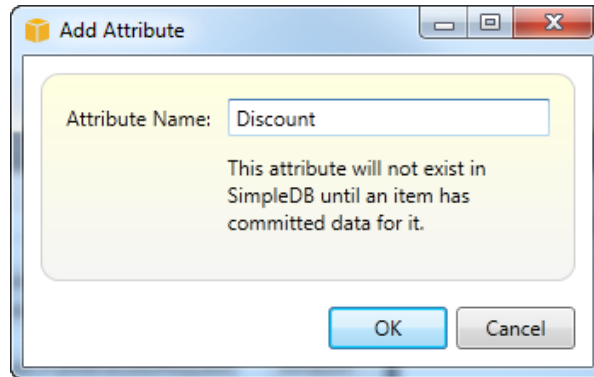 Add Attribute
Attribute Name: Discount
This attribute will not exist in
SimpleDB until an item has
committed data for it.
OK Cancel